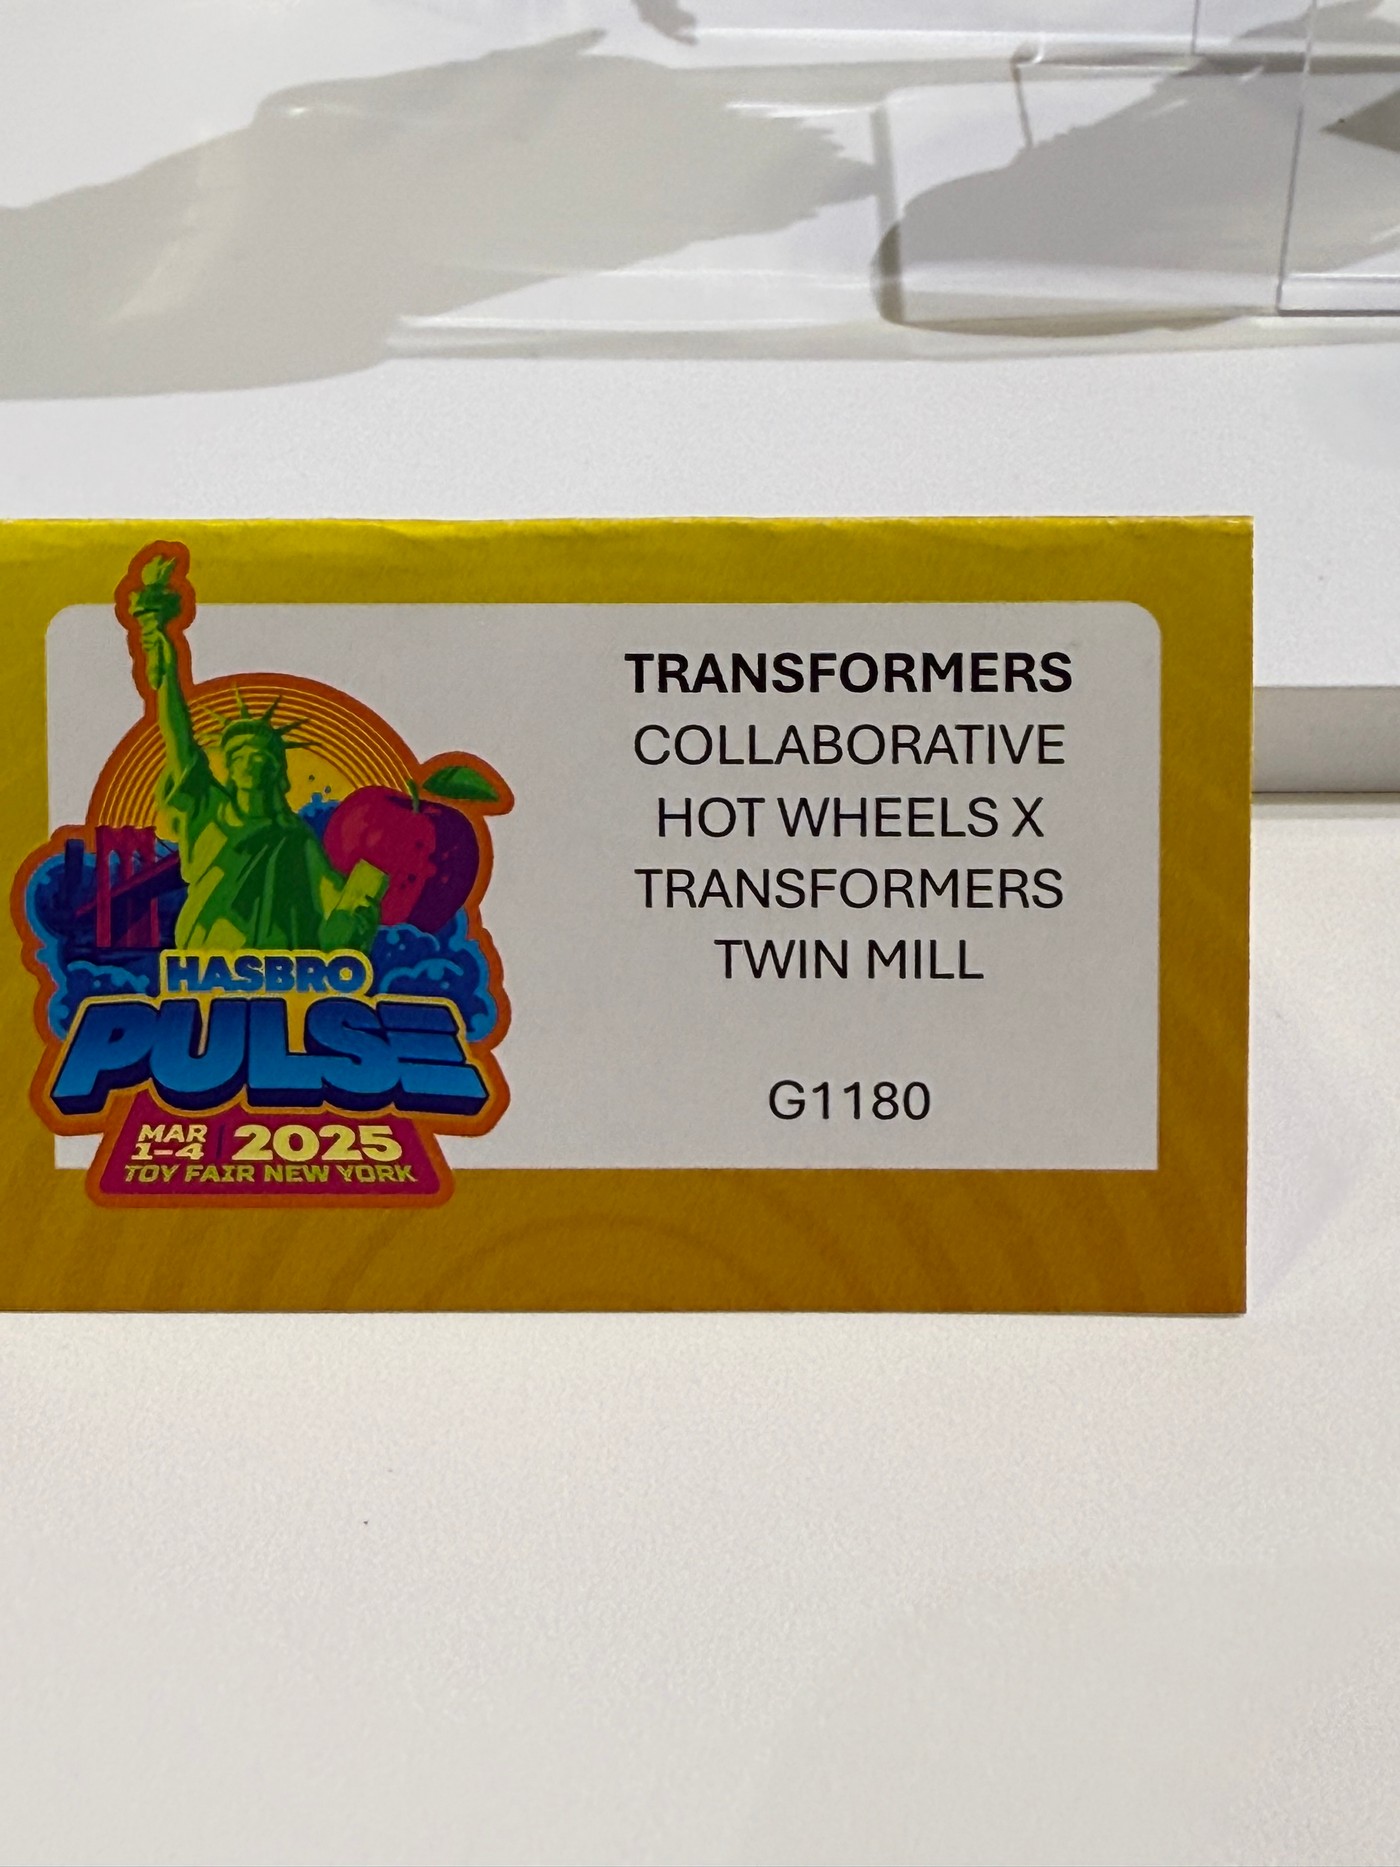 HASBRO
PULSE
MAR
1-4
2025
TOY FAIR NEW YORK
TRANSFORMERS
COLLABORATIVE
HOT WHEELS X
TRANSFORMERS
TWIN MILL
G1180